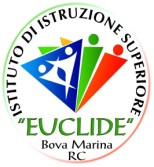 ISTITUTO DI ISTRUZIONE SUPERIORE
"EUCLIDE"
Bova Marina
RC